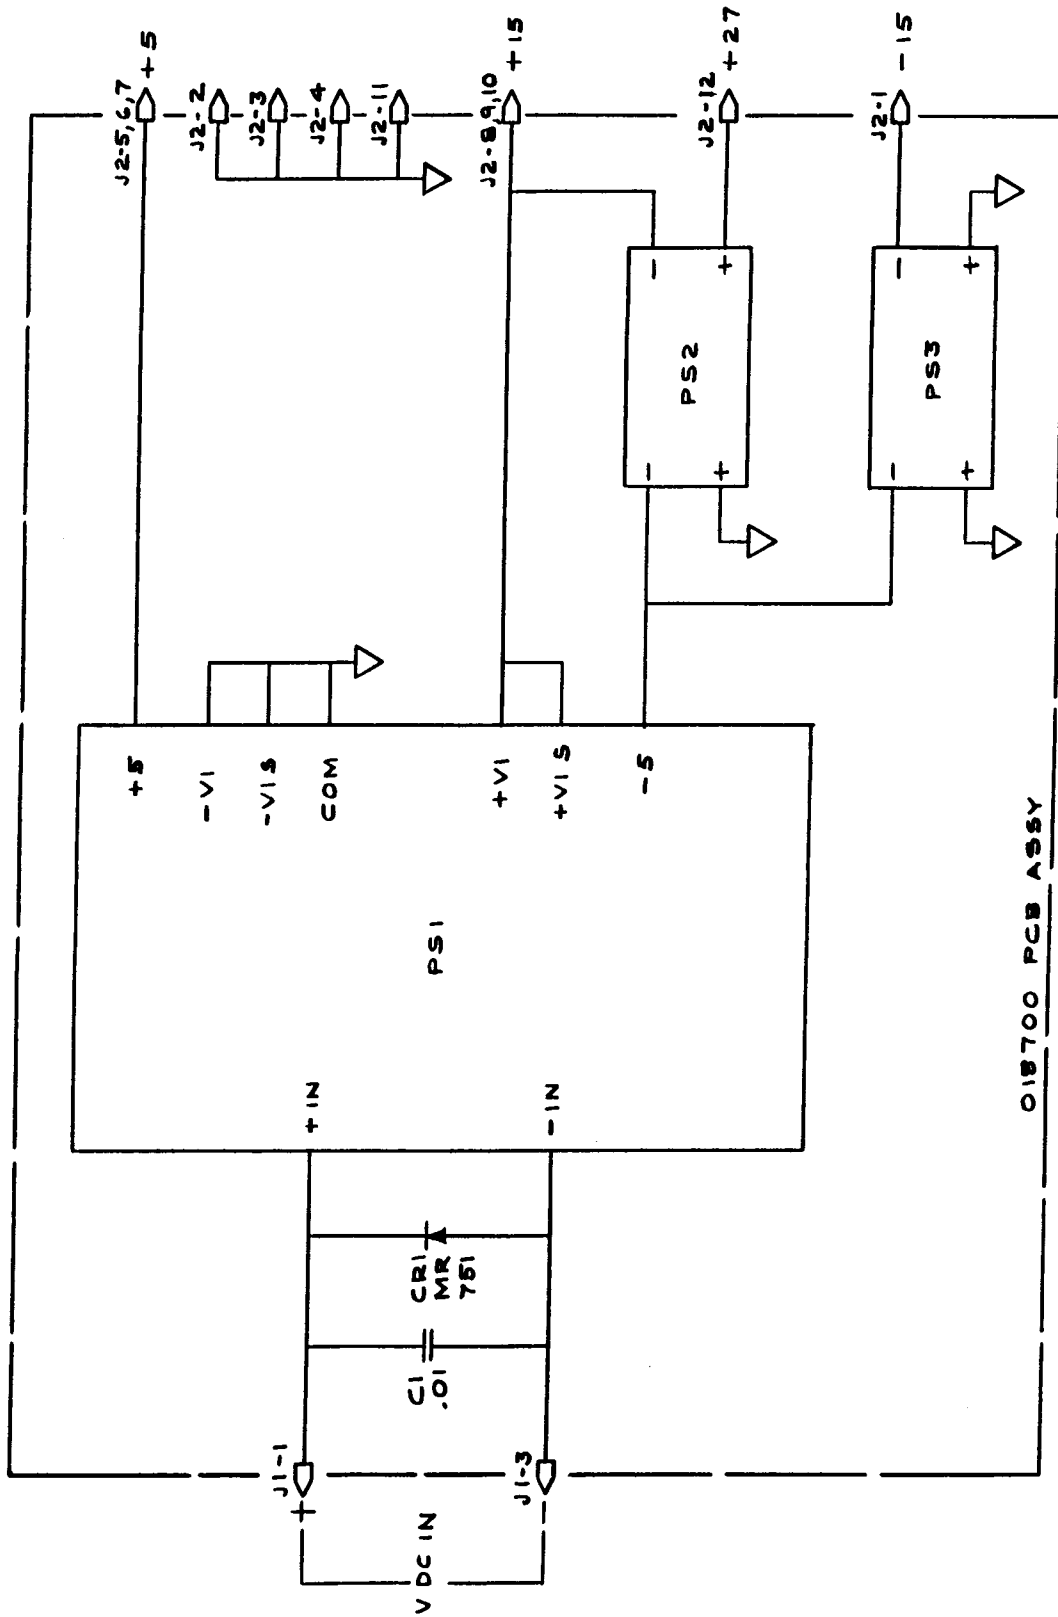 V DC IN
+
J1-1
J1-3
C1
.01
CR1
MR
751
+IN
-IN
PS1
+5
-V1
-V1S
COM
+V1
+V1S
-5
J2-5,6,7
+5
J2-2
J2-3
J2-4
J2-11
J2-8,9,10
+15
-
+
PS2
-
+
J2-12
+27
-
+
PS3
-
+
J2-1
-15
018700 PCB ASSY